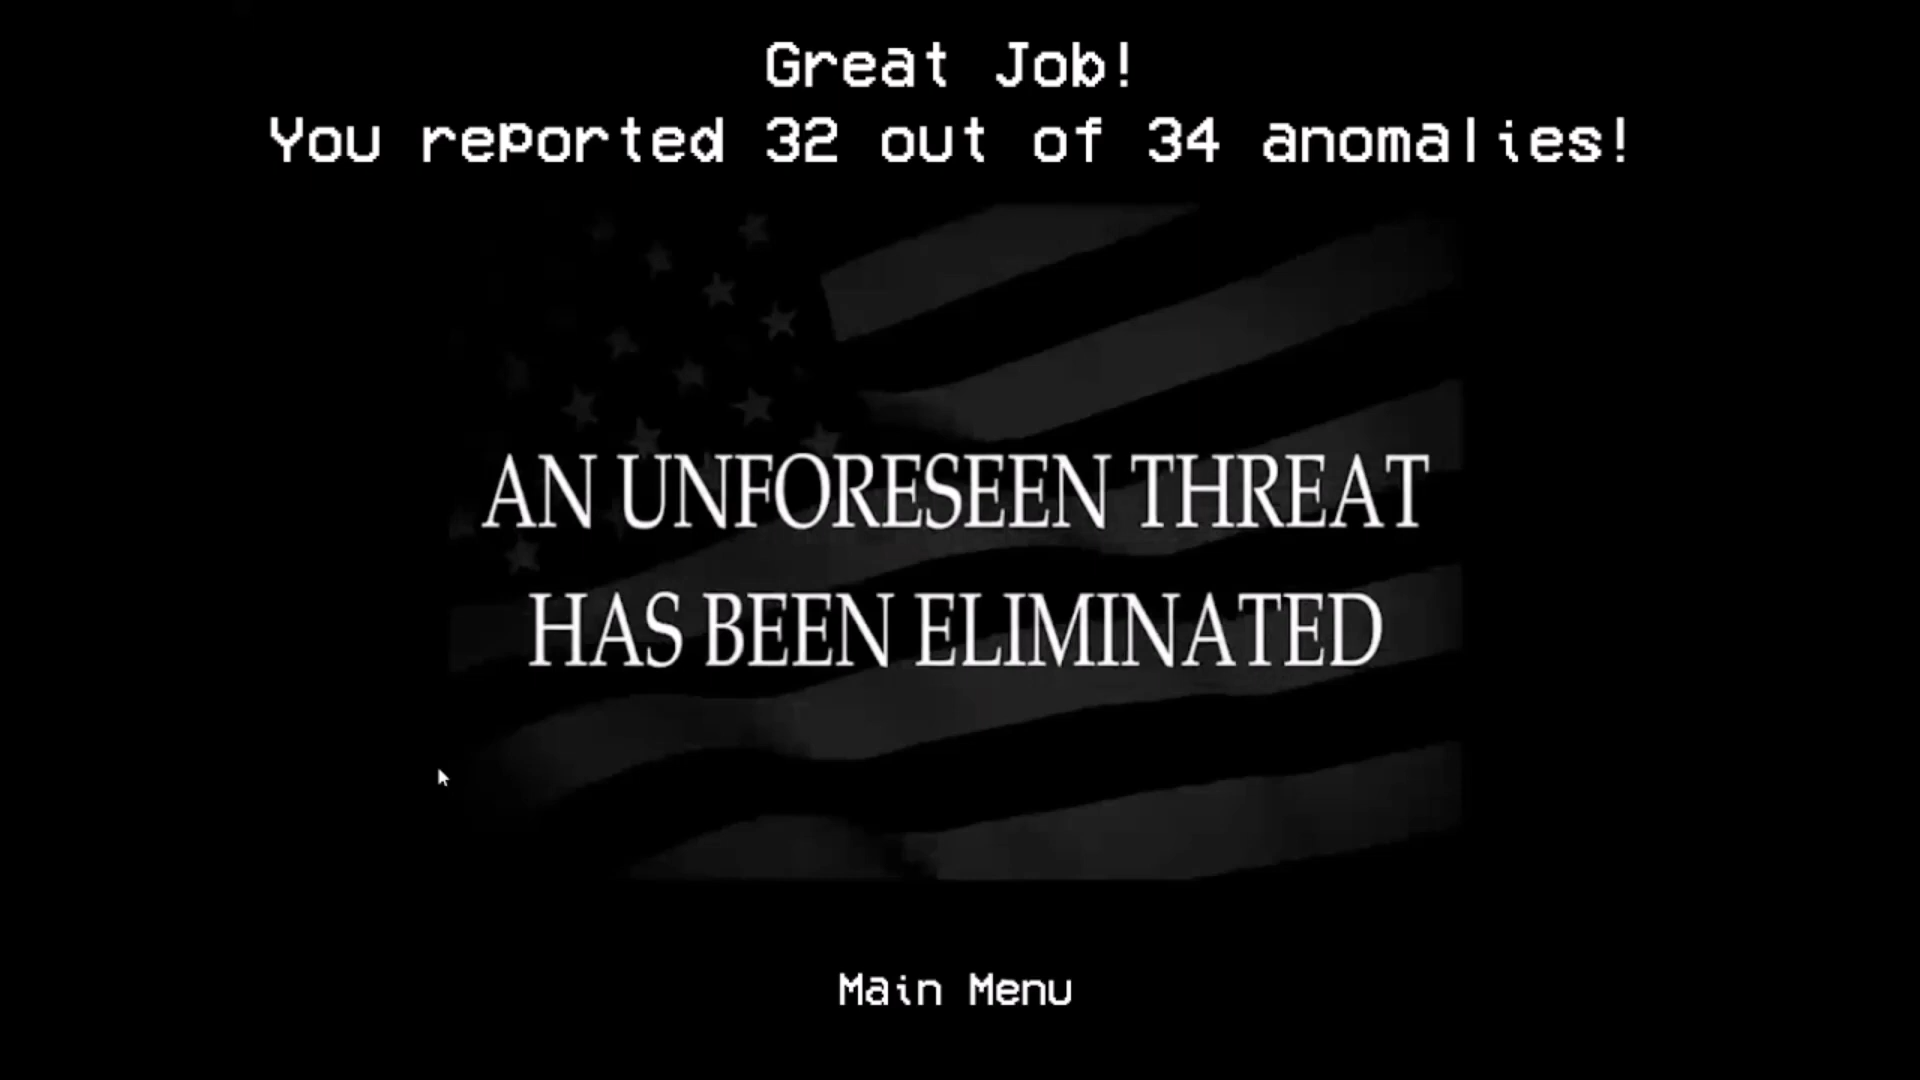 Great Job!
You reported 32 out of 34 anomalies!
AN UNFORESEEN THREAT
HAS BEEN ELIMINATED
Main Menu